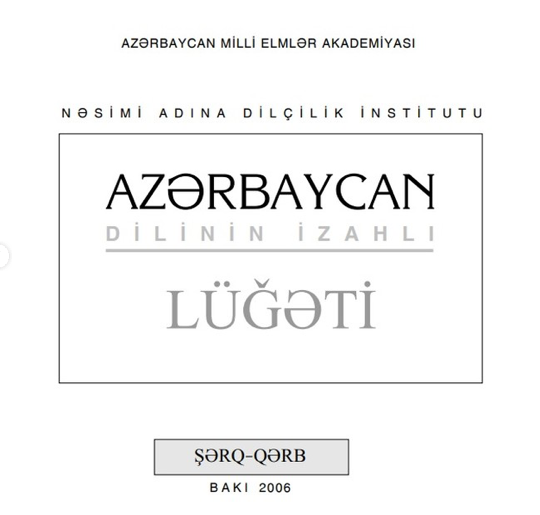 AZƏRBAYCAN MİLLİ ELMLƏR AKADEMİYASI
NƏSİMİ ADINA DİLÇİLİK İNSTİTUTU
AZƏRBAYCAN
DİLİNİN İZAHLI
LÜĞƏTİ
ŞƏRQ-QƏRB
BAKI 2006